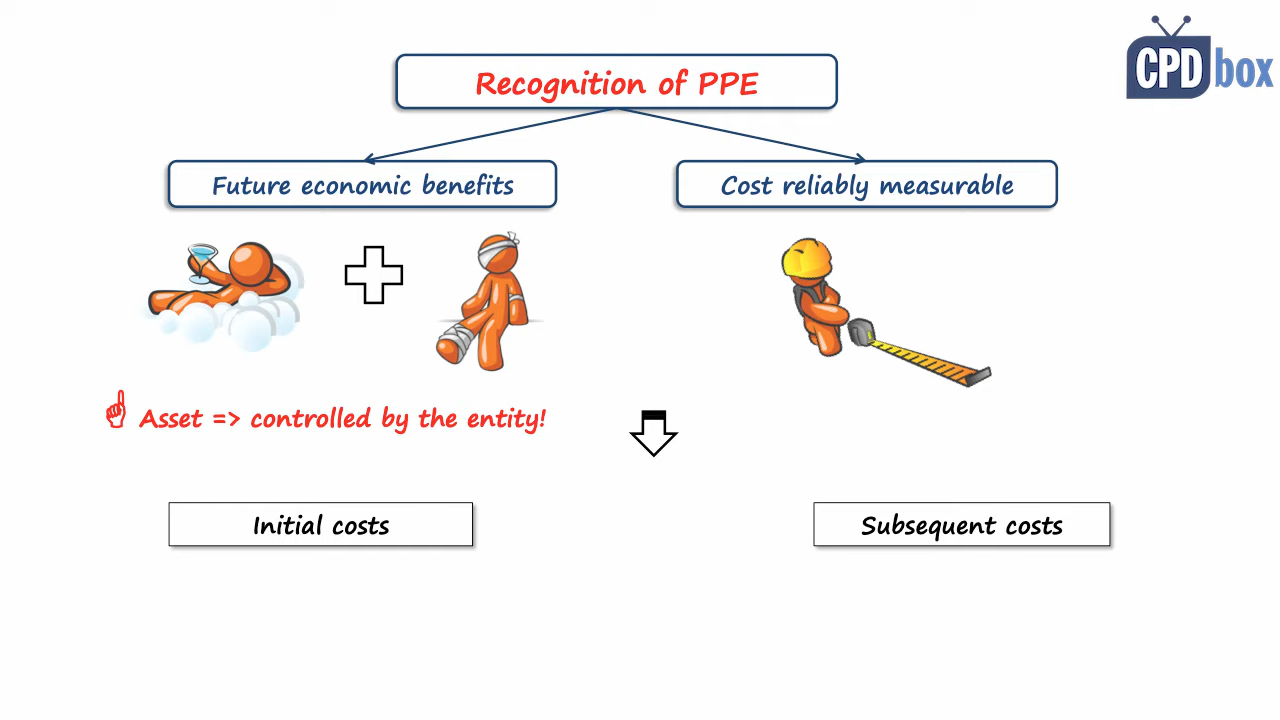 CPD box
Recognition of PPE
Future economic benefits
Cost reliably measurable
☝ Asset => controlled by the entity!
Initial costs
Subsequent costs